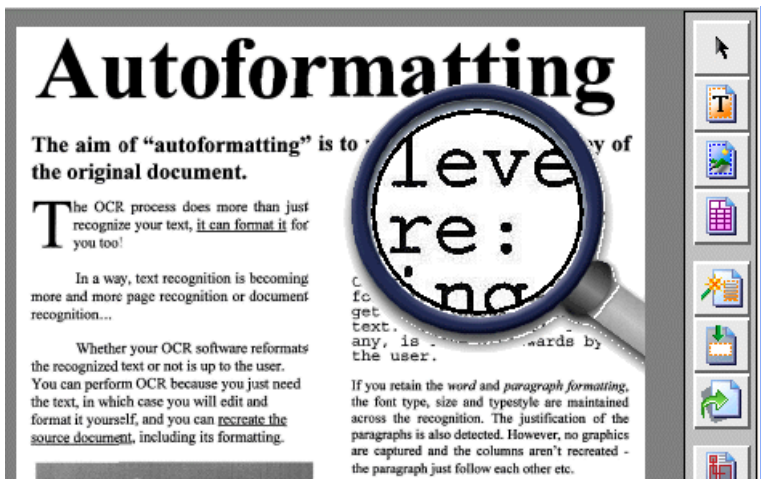 Autoformatting
The aim of “autoformatting” is to
the original document.
The OCR process does more than just
recognize your text, it can format it for
you too!
In a way, text recognition is becoming
more and more page recognition or document
recognition...
Whether your OCR software reformats
the recognized text or not is up to the user.
You can perform OCR because you just need
the text, in which case you will edit and
format it yourself, and you can recreate the
source document, including its formatting.
leve
re:
ing
get
text.
any, is
the user.
If you retain the word and paragraph formatting,
the font type, size and typestyle are maintained
across the recognition. The justification of the
paragraphs is also detected. However, no graphics
are captured and the columns aren't recreated -
the paragraph just follow each other etc.
T